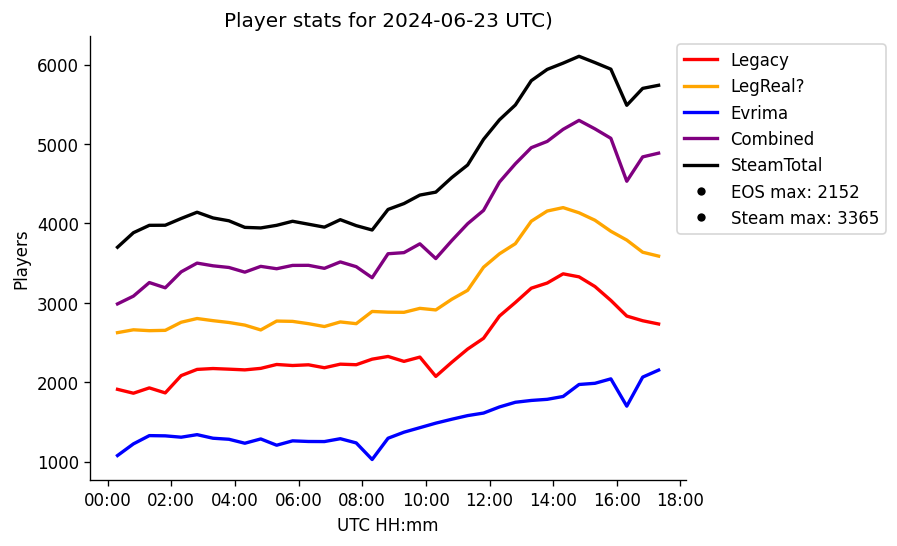 Player stats for 2024-06-23 UTC)
Legacy
LegReal?
Evrima
Combined
SteamTotal
EOS max: 2152
Steam max: 3365
Players
6000
5000
4000
3000
2000
1000
00:00 02:00 04:00 06:00 08:00 10:00 12:00 14:00 16:00 18:00
UTC HH:mm